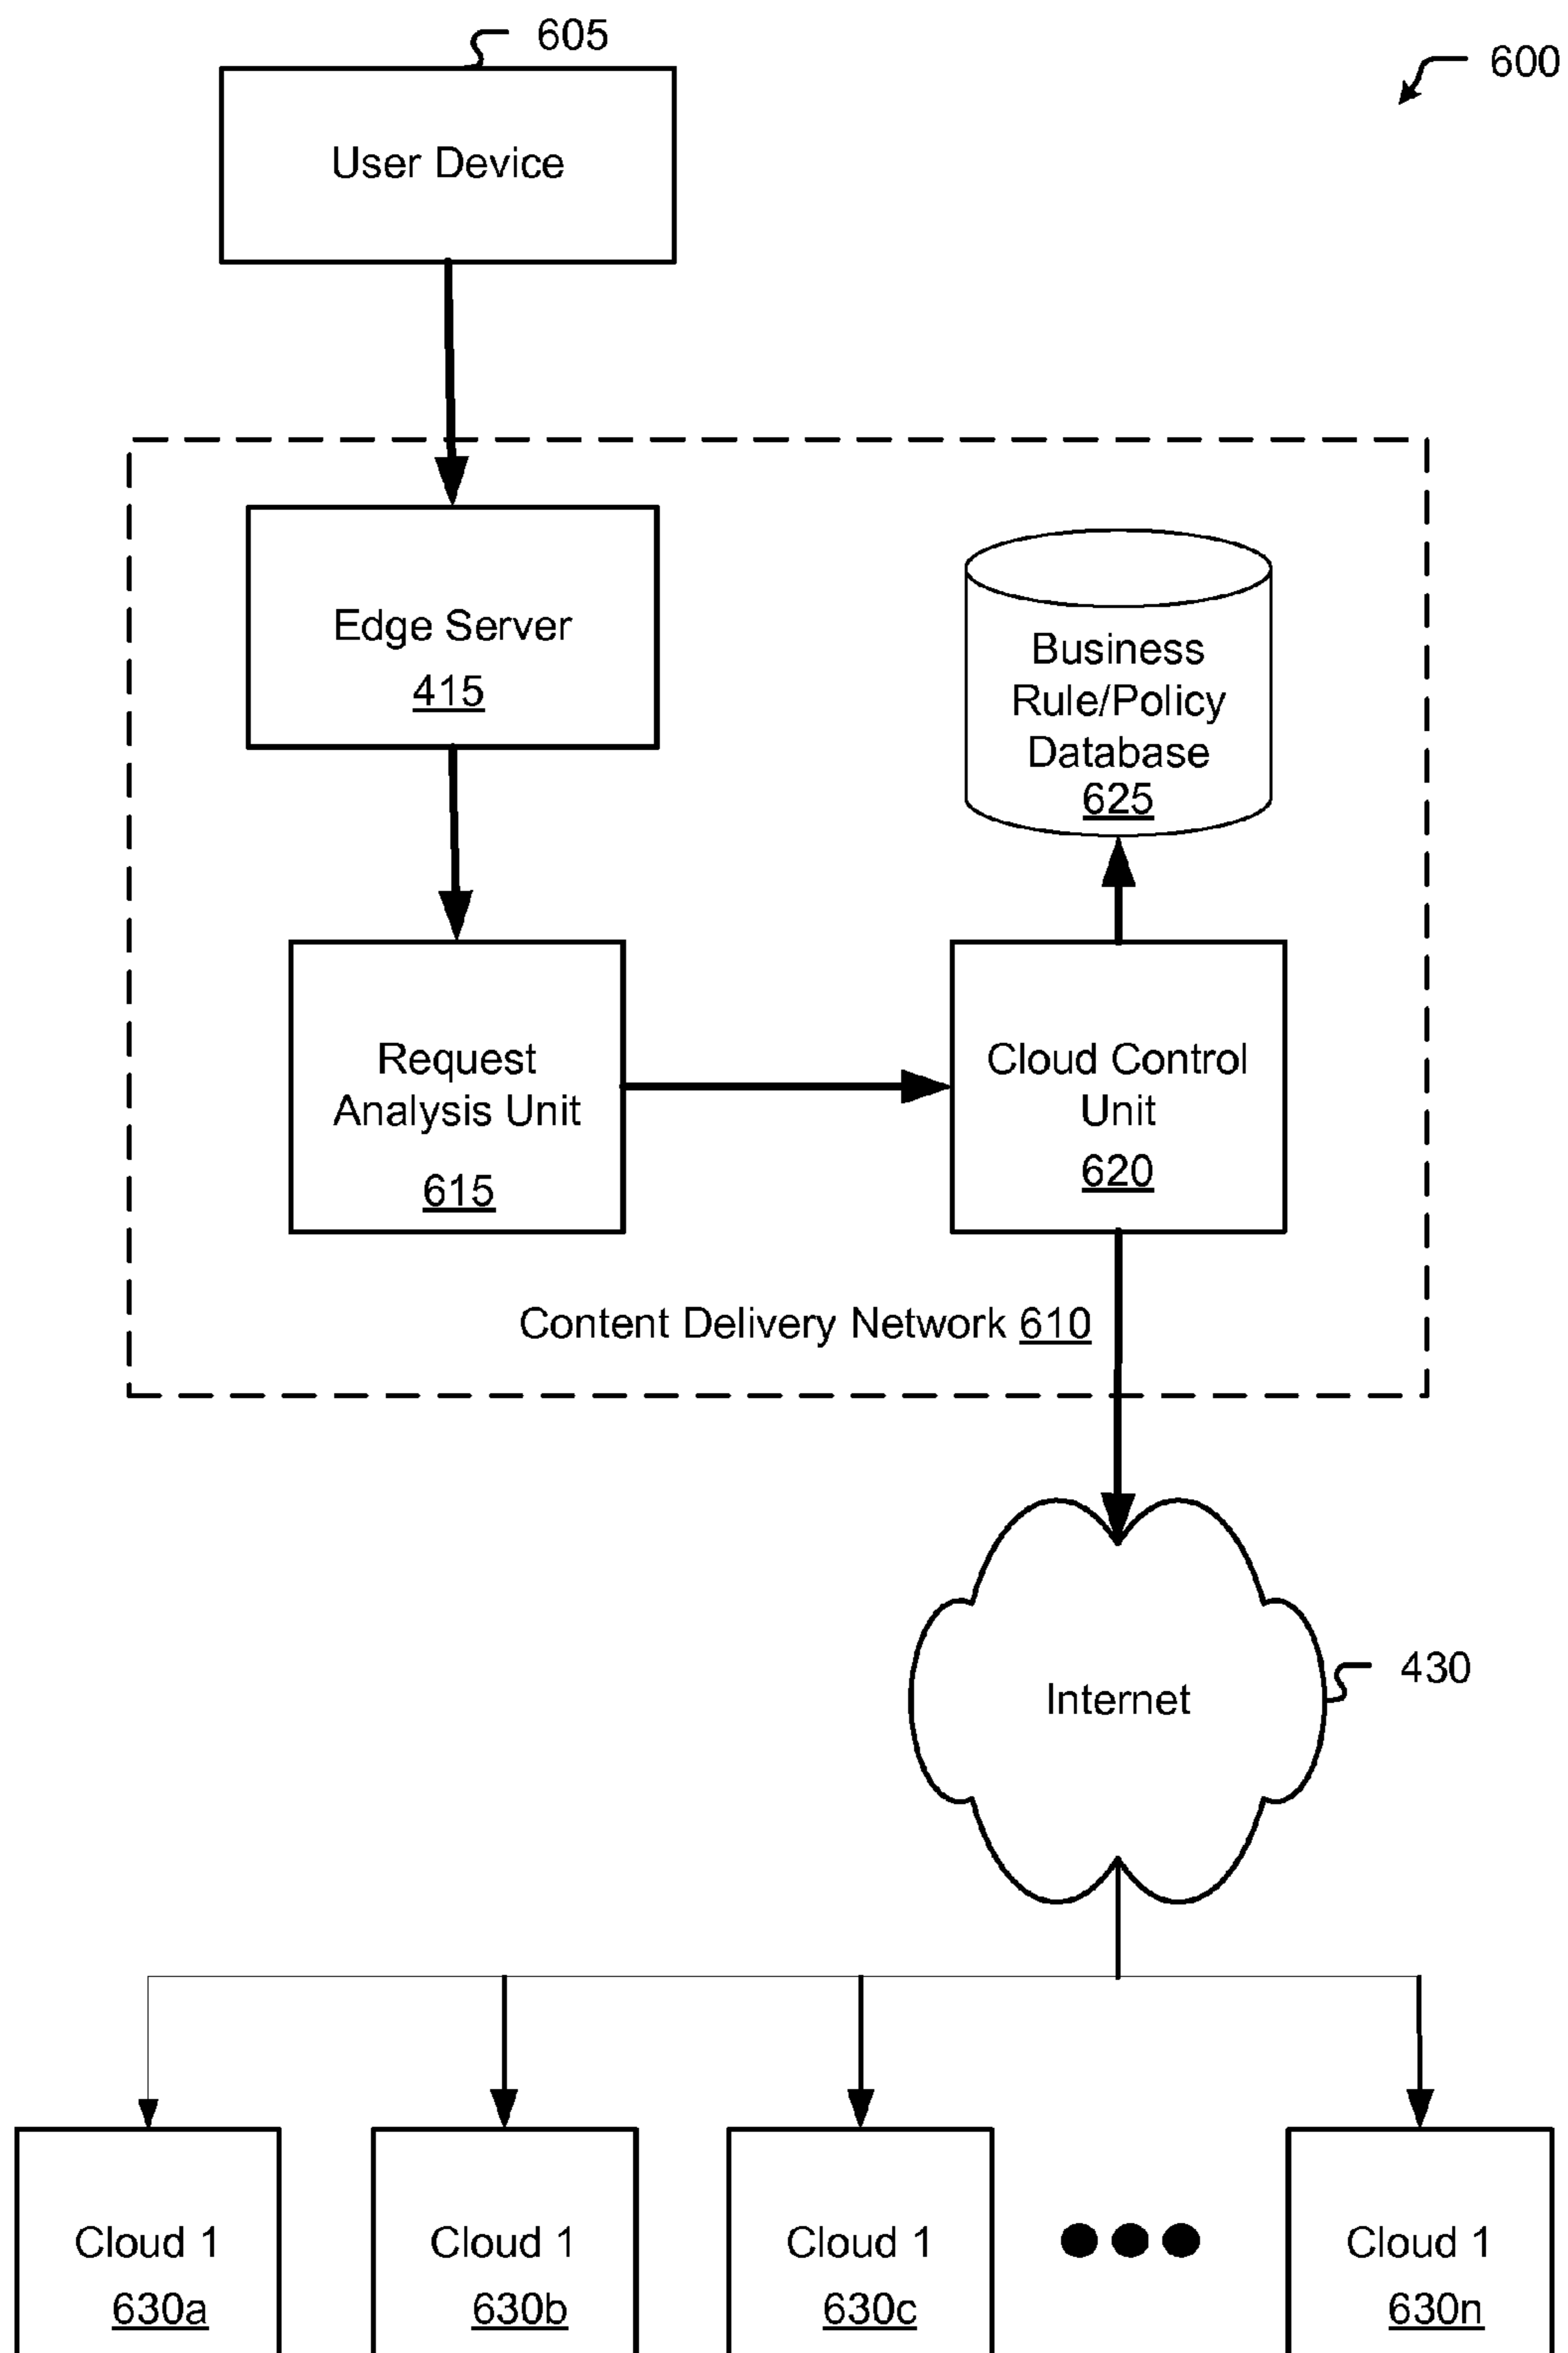 605
600
User Device
Edge Server
415
Business
Rule/Policy
Database
625
Request
Analysis Unit
615
Cloud Control
Unit
620
Content Delivery Network 610
Internet
430
Cloud 1
630a
Cloud 1
630b
Cloud 1
630c
Cloud 1
630n